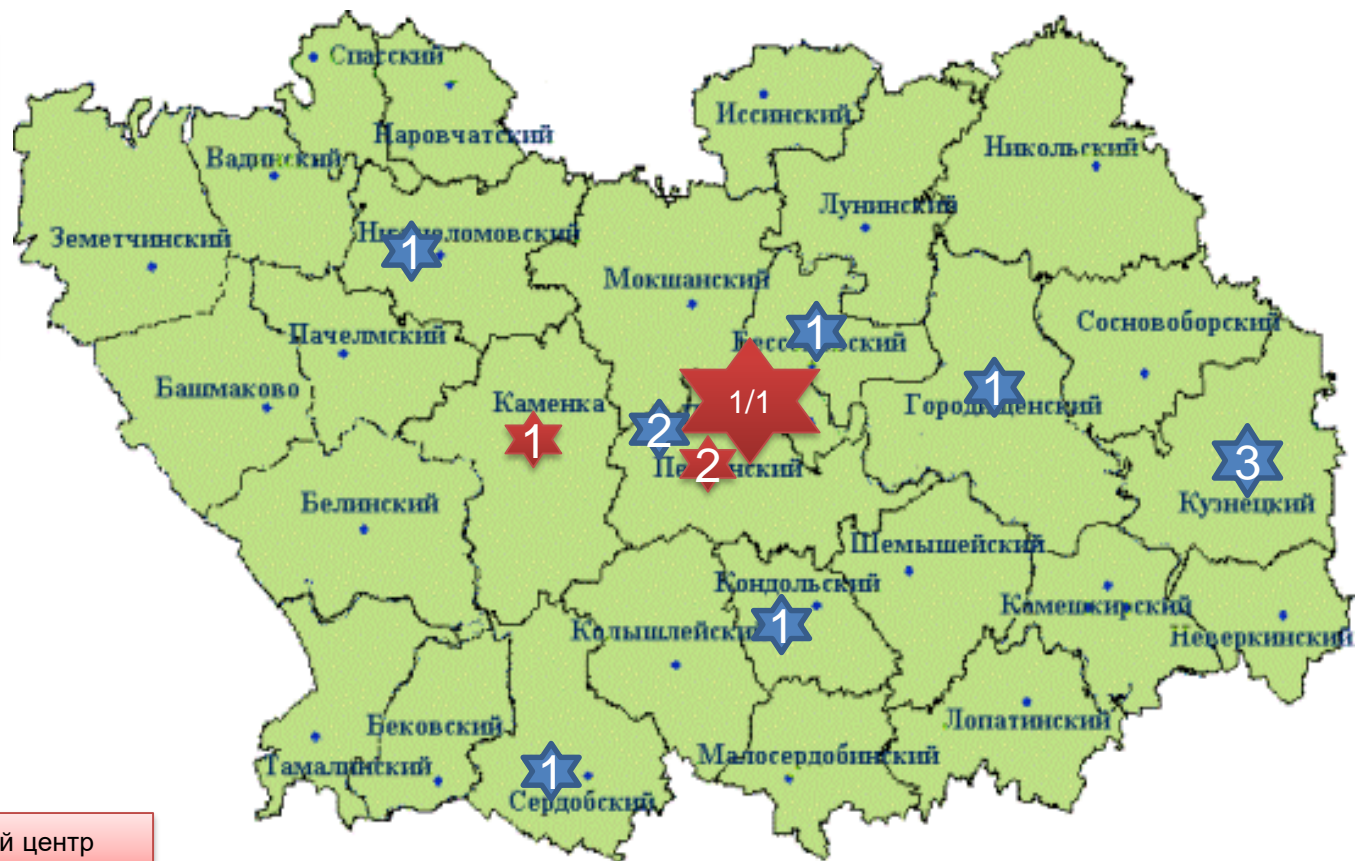 Спасский
Наровчатский
Иссинский
Вадинский
Никольский
Лунинский
Земетчинский
1
Мокшанский
Пачелмский
1
Сосновоборский
Башмаково
Каменка
1/1
1
Городищенский
1
2
2
3
Белинский
Кузнецкий
Шемышейский
Кондольский
Камешкирский
1
Колышлейский
Неверкинский
Бековский
Лопатинский
Малосердобинский
Тамалинский
1
Сердобский
й центр